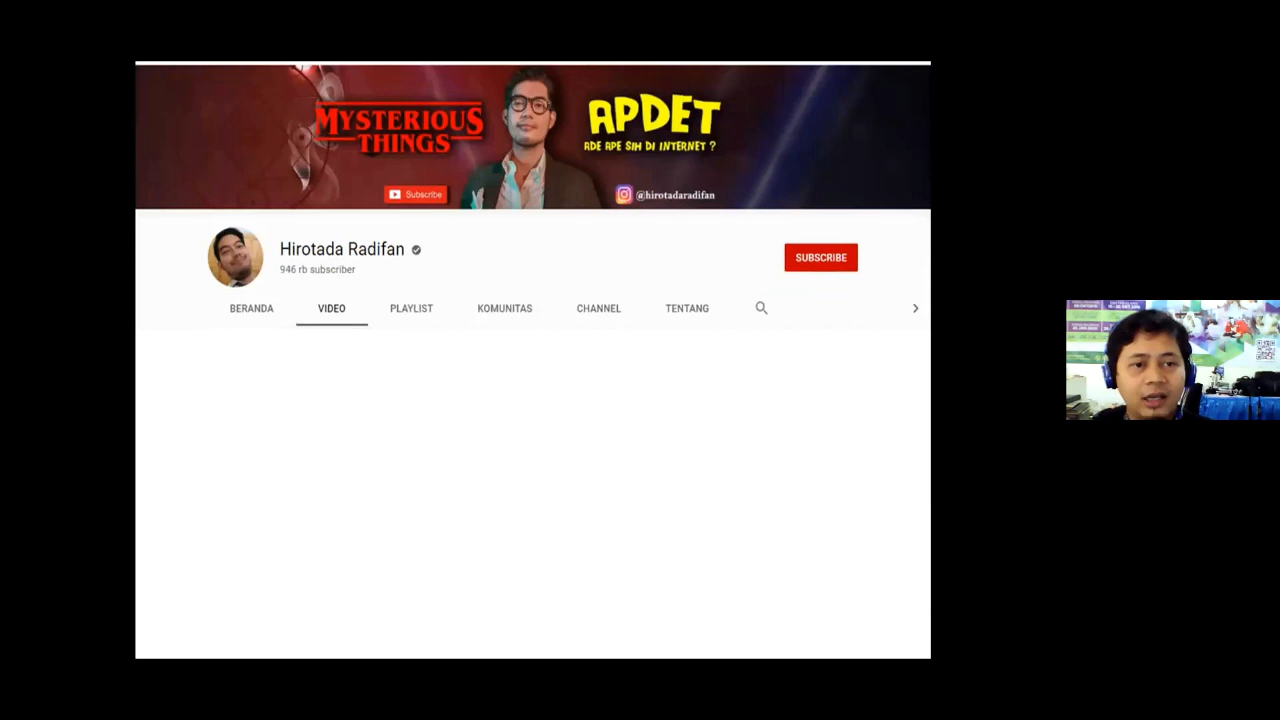 MYSTERIOUS
THINGS
APDET
ADE APE SIH DI INTERNET ?
Subscribe
@hirotadaradifan
Hirotada Radifan
946 rb subscriber
SUBSCRIBE
BERANDA
VIDEO
PLAYLIST
KOMUNITAS
CHANNEL
TENTANG